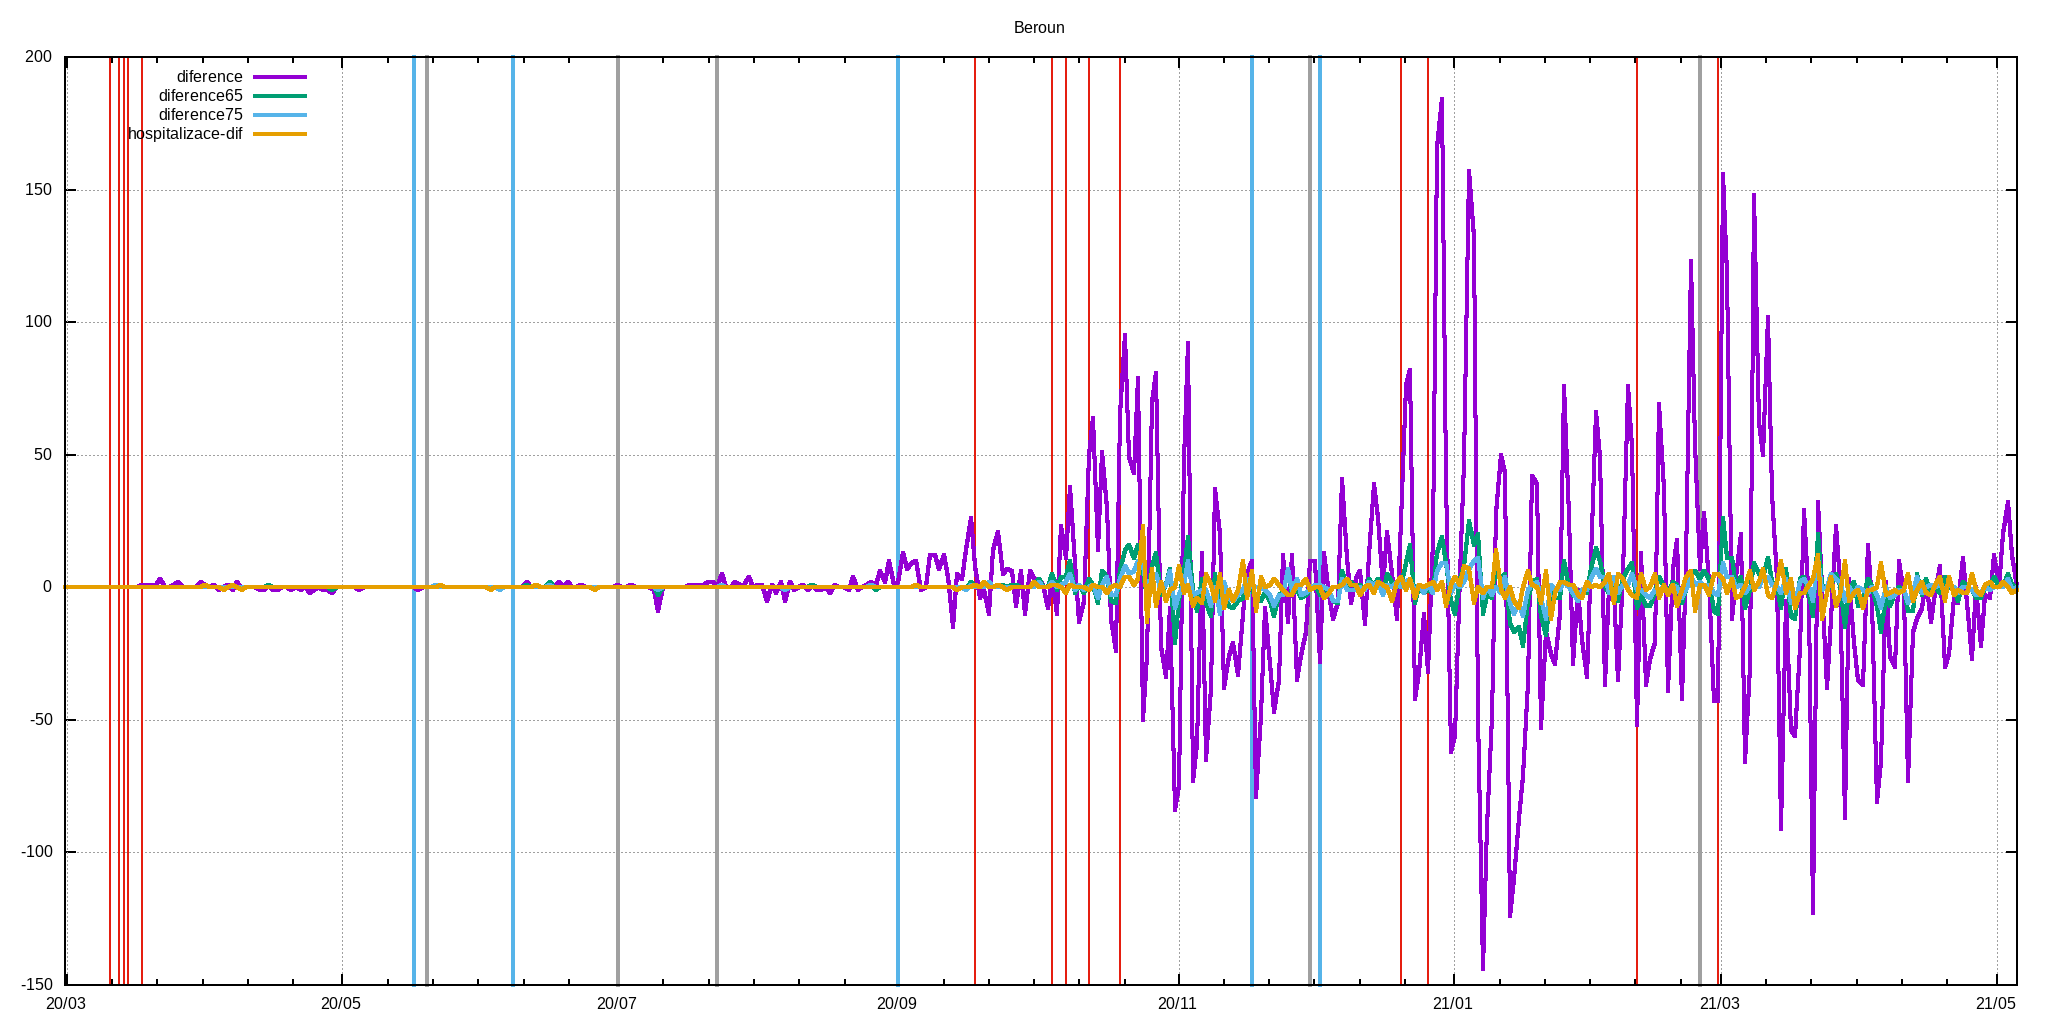 Beroun
200
150
100
50
0
-50
-100
-150
diference
diference65
diference75
hospitalizace-dif
20/03 20/05 20/07 20/09 20/11 21/01 21/03 21/05